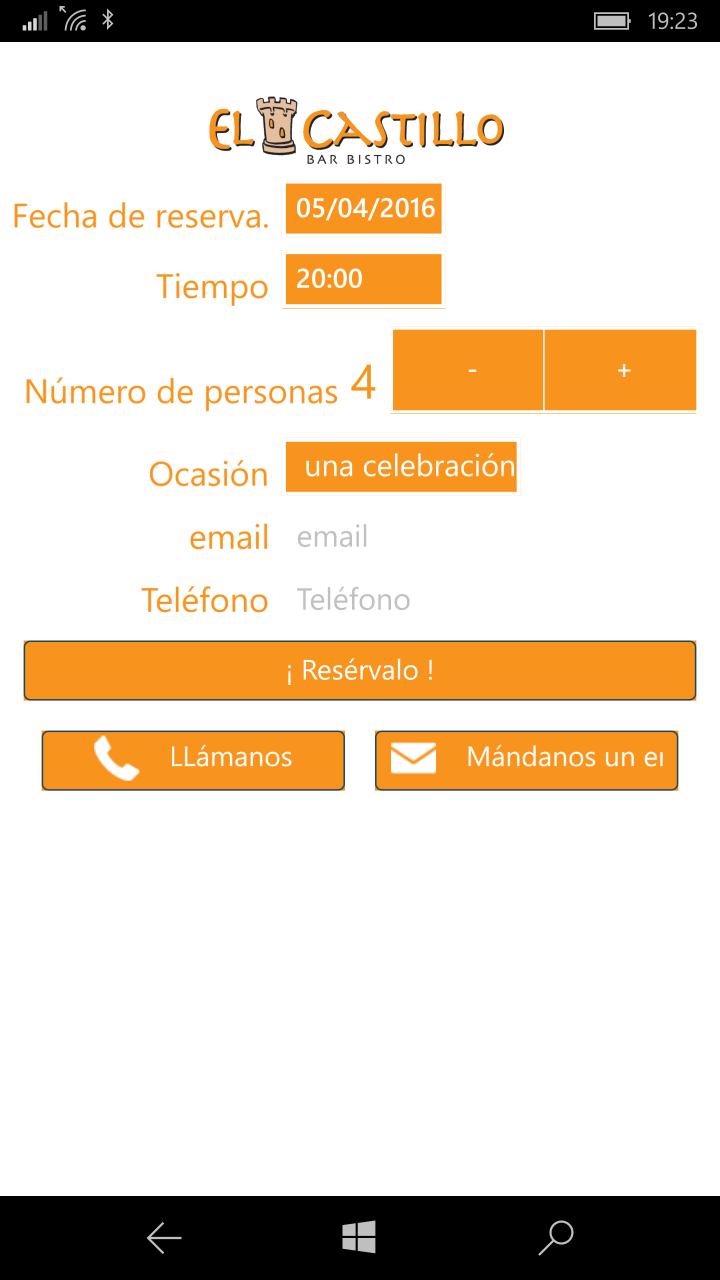 19:23
EL CASTILLO
BAR BISTRO
Fecha de reserva. 05/04/2016
Tiempo 20:00
Número de personas 4 - +
Ocasión una celebración
email email
Teléfono Teléfono
¡ Resérvalo !
LLámanos Mándanos un er